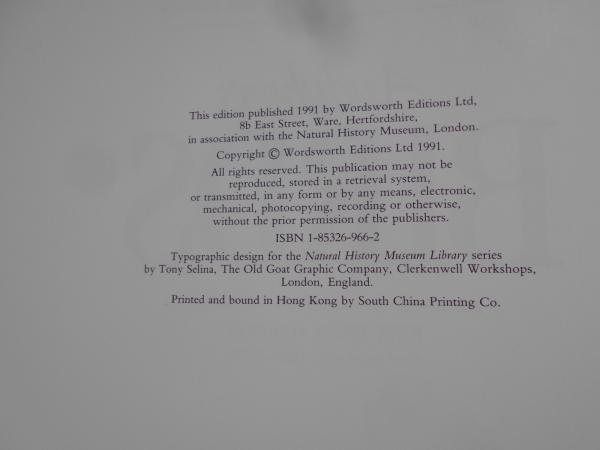 This edition published 1991 by Wordsworth Editions Ltd,
8b East Street, Ware, Hertfordshire,
in association with the Natural History Museum, London.
Copyright © Wordsworth Editions Ltd 1991.
All rights reserved. This publication may not be
reproduced, stored in a retrieval system,
or transmitted, in any form or by any means, electronic,
mechanical, photocopying, recording or otherwise,
without the prior permission of the publishers.
ISBN 1-85326-966-2
Typographic design for the Natural History Museum Library series
by Tony Selina, The Old Goat Graphic Company, Clerkenwell Workshops,
London, England.
Printed and bound in Hong Kong by South China Printing Co.